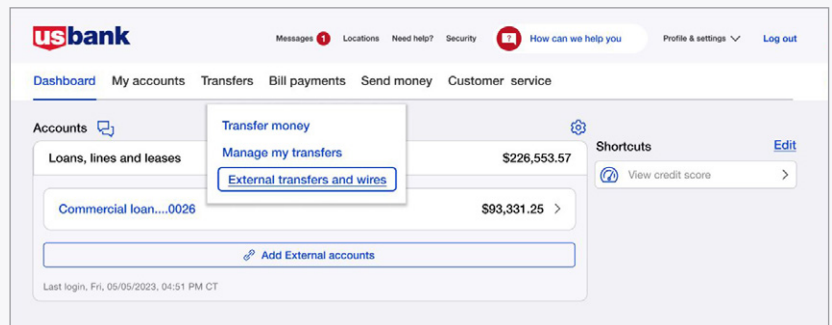 usbank
Messages 1 Locations Need help? Security ? How can we help you Profile & settings Log out
Dashboard My accounts Transfers Bill payments Send money Customer service
Transfer money
Manage my transfers
External transfers and wires
Accounts
Loans, lines and leases $226,553.57
Commercial loan....0026 $93,331.25
Add External accounts
Last login, Fri, 05/05/2023, 04:51 PM CT
Shortcuts Edit
View credit score